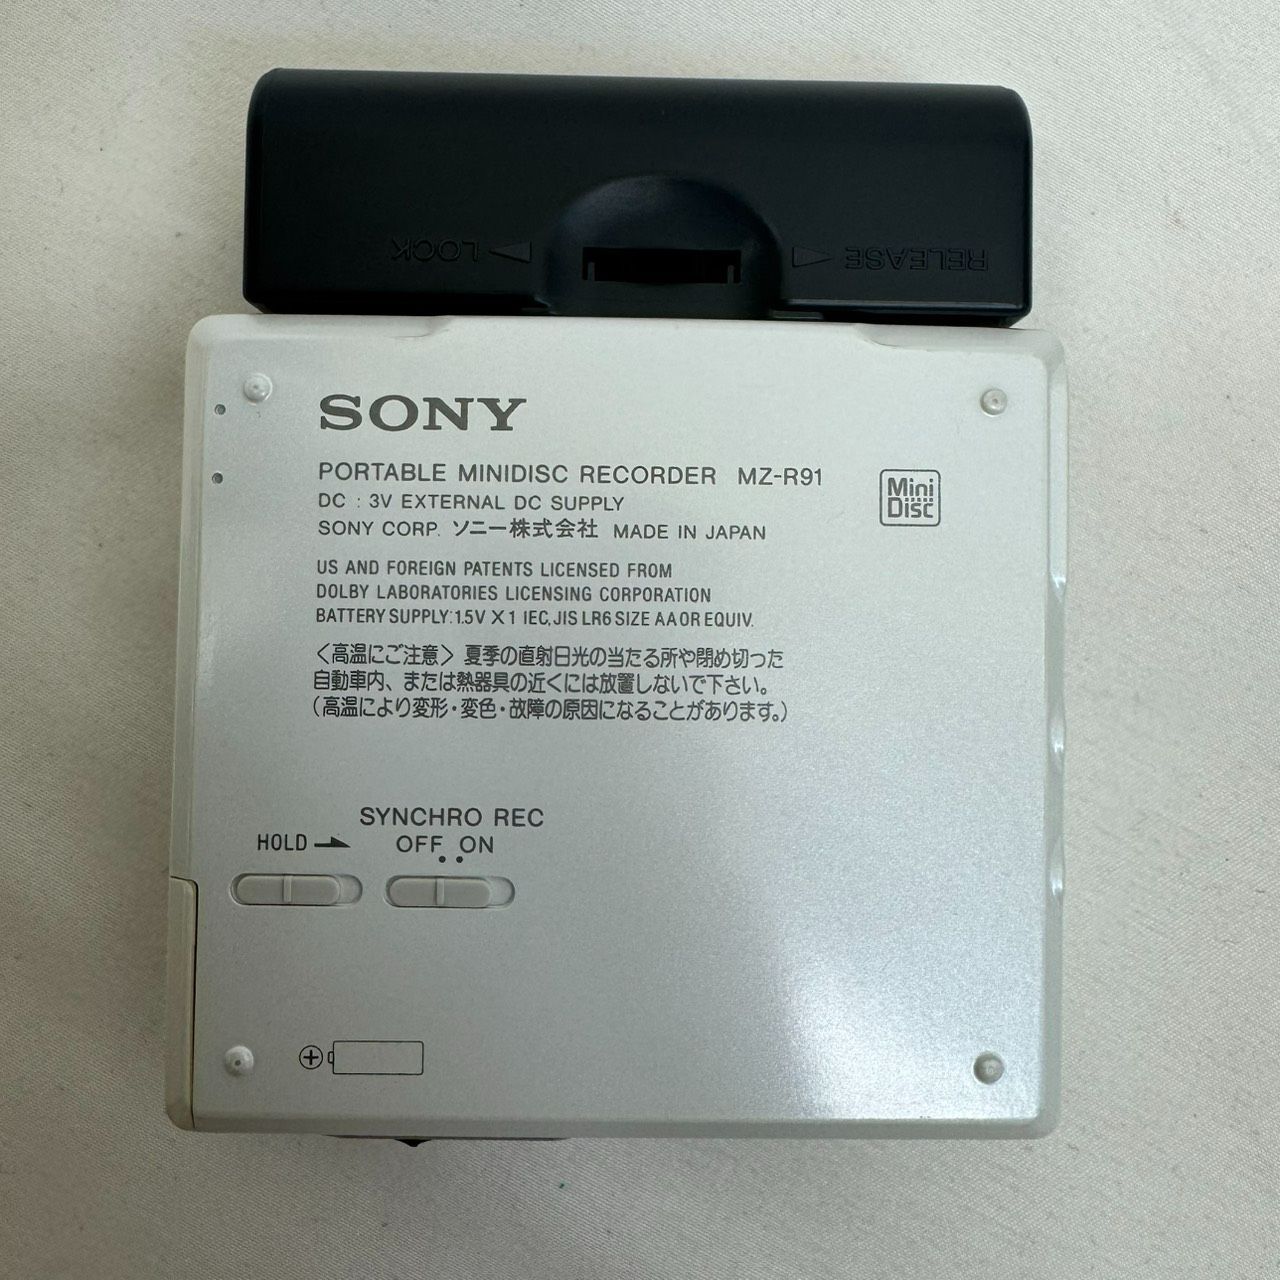 LOCK
RELEASE
SONY
PORTABLE MINIDISC RECORDER MZ-R91
DC : 3V EXTERNAL DC SUPPLY
SONY CORP. ソニー株式会社 MADE IN JAPAN
Mini
Disc
US AND FOREIGN PATENTS LICENSED FROM
DOLBY LABORATORIES LICENSING CORPORATION
BATTERY SUPPLY:1.5V X 1 IEC,JIS LR6 SIZE AA OR EQUIV.
〈高温にご注意〉夏季の直射日光の当たる所や閉め切った
自動車内、または熱器具の近くには放置しないで下さい。
(高温により変形・変色・故障の原因になることがあります。)
SYNCHRO REC
HOLD
OFF ON